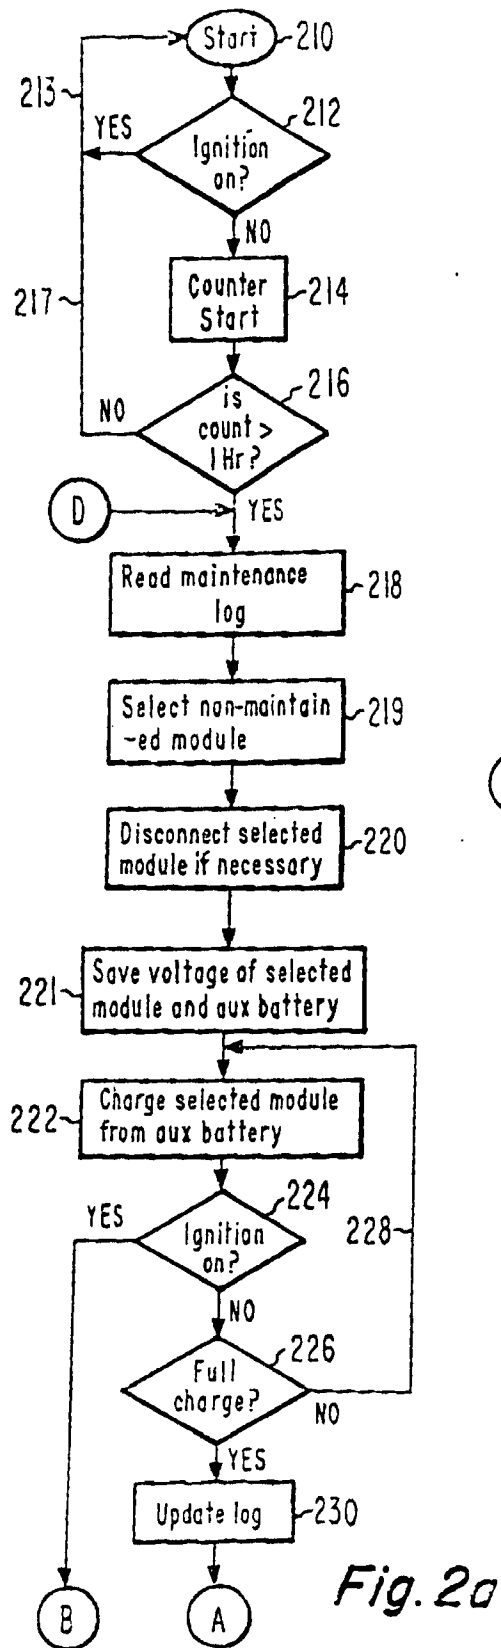 Start
210
213
212
YES
Ignition
on?
NO
Counter
Start
214
217
216
NO
is
count >
1 Hr?
D
YES
Read maintenance
log
218
Select non-maintain
-ed module
219
Disconnect selected
module if necessary
220
Save voltage of selected
module and aux battery
221
Charge selected module
from aux battery
222
224
YES
Ignition
on?
228
NO
226
Full
charge?
NO
YES
Update log
230
B
A
Fig. 2a